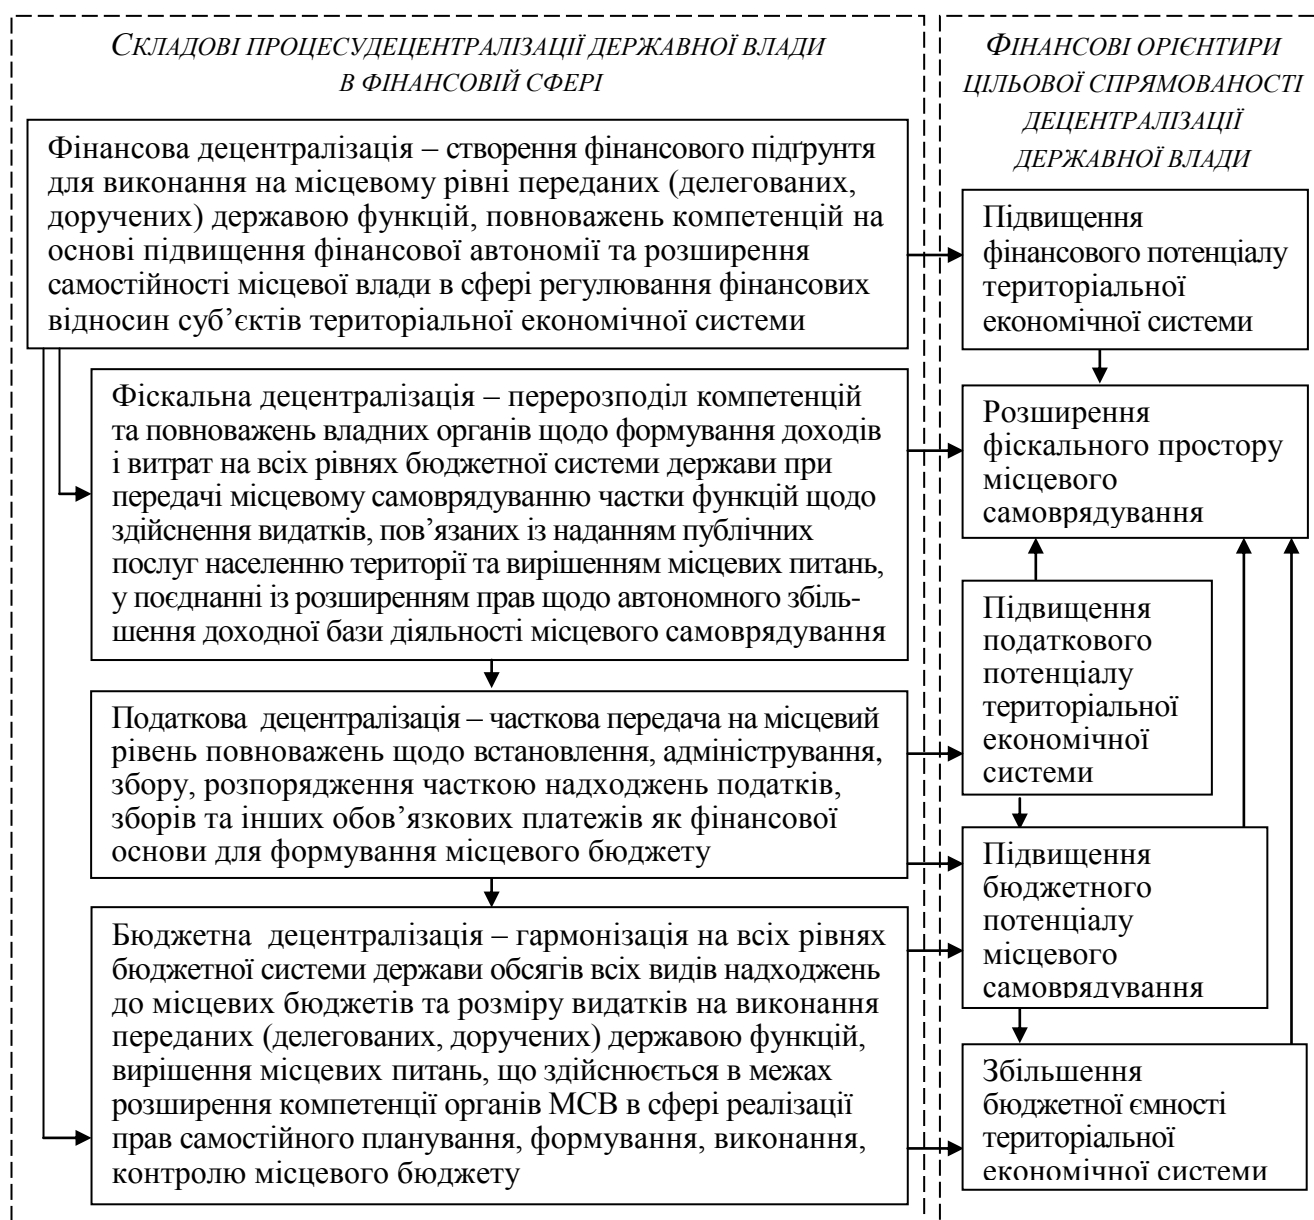 СКЛАДОВІ ПРОЦЕСУДЕЦЕНТРАЛІЗАЦІЇ ДЕРЖАВНОЇ ВЛАДИ
В ФІНАНСОВІЙ СФЕРІ
Фінансова децентралізація – створення фінансового підґрунтя
для виконання на місцевому рівні переданих (делегованих,
доручених) державою функцій, повноважень компетенцій на
основі підвищення фінансової автономії та розширення
самостійності місцевої влади в сфері регулювання фінансових
відносин суб’єктів територіальної економічної системи
Фіскальна децентралізація – перерозподіл компетенцій
та повноважень владних органів щодо формування доходів
і витрат на всіх рівнях бюджетної системи держави при
передачі місцевому самоврядуванню частки функцій щодо
здійснення видатків, пов’язаних із наданням публічних
послуг населенню території та вирішенням місцевих питань,
у поєднанні із розширенням прав щодо автономного збіль-
шення доходної бази діяльності місцевого самоврядування
Податкова децентралізація – часткова передача на місцевий
рівень повноважень щодо встановлення, адміністрування,
збору, розпорядження часткою надходжень податків,
зборів та інших обов’язкових платежів як фінансової
основи для формування місцевого бюджету
Бюджетна децентралізація – гармонізація на всіх рівнях
бюджетної системи держави обсягів всіх видів надходжень
до місцевих бюджетів та розміру видатків на виконання
переданих (делегованих, доручених) державою функцій,
вирішення місцевих питань, що здійснюється в межах
розширення компетенції органів МСВ в сфері реалізації
прав самостійного планування, формування, виконання,
контролю місцевого бюджету
ФІНАНСОВІ ОРІЄНТИРИ
ЦІЛЬОВОЇ СПРЯМОВАНОСТІ
ДЕЦЕНТРАЛІЗАЦІЇ
ДЕРЖАВНОЇ ВЛАДИ
Підвищення
фінансового потенціалу
територіальної
економічної системи
Розширення
фіскального простору
місцевого
самоврядування
Підвищення
податкового
потенціалу
територіальної
економічної
системи
Підвищення
бюджетного
потенціалу
місцевого
самоврядування
Збільшення
бюджетної ємності
територіальної
економічної системи